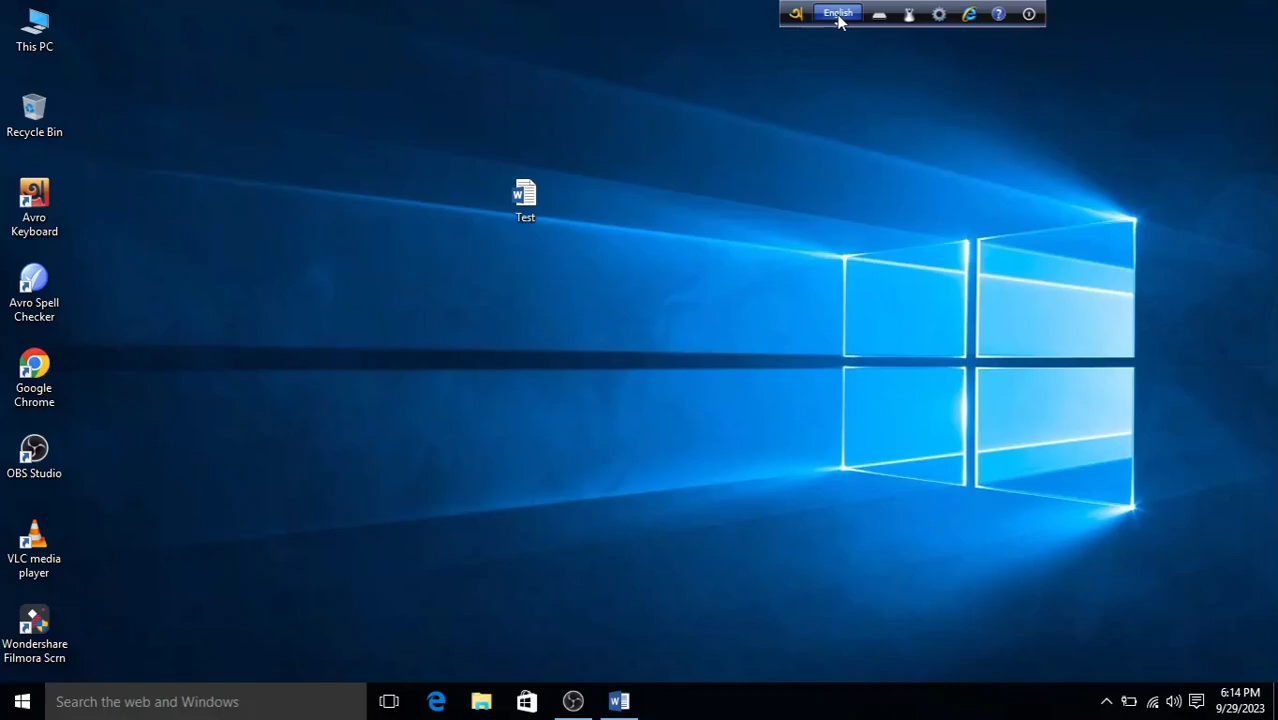 English
This PC
Recycle Bin
Avro
Keyboard
Avro Spell
Checker
Google
Chrome
OBS Studio
VLC media
player
Wondershare
Filmora Scrn
Test
Search the web and Windows
6:14 PM
9/29/2023